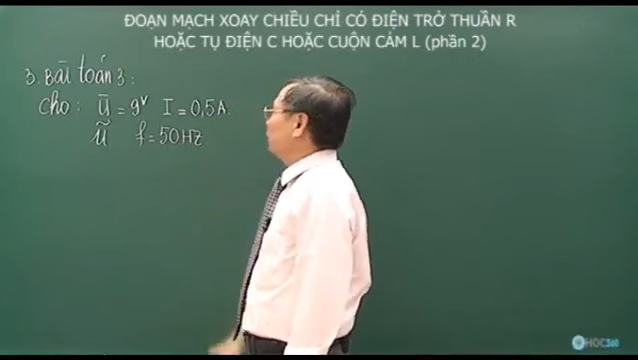 ĐOẠN MẠCH XOAY CHIỀU CHỈ CÓ ĐIỆN TRỞ THUẦN R
HOẶC TỤ ĐIỆN C HOẶC CUỘN CẢM L (phần 2)
3. Bài toán 3:
Cho: U̅ = 9V I = 0,5A.
ũ f = 50Hz
HOC360